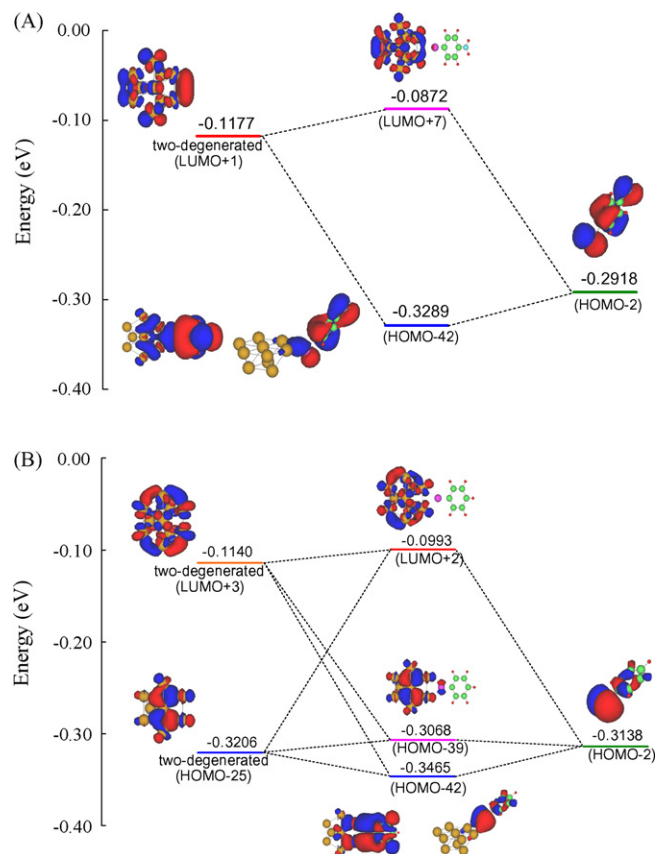 (A)
0.00
-0.10
-0.20
-0.30
-0.40
Energy (eV)
-0.1177
two-degenerated
(LUMO+1)
-0.0872
(LUMO+7)
-0.3289
(HOMO-42)
-0.2918
(HOMO-2)
(B)
0.00
-0.10
-0.20
-0.30
-0.40
Energy (eV)
-0.1140
two-degenerated
(LUMO+3)
-0.3206
two-degenerated
(HOMO-25)
-0.0993
(LUMO+2)
-0.3068
(HOMO-39)
-0.3465
(HOMO-42)
-0.3138
(HOMO-2)